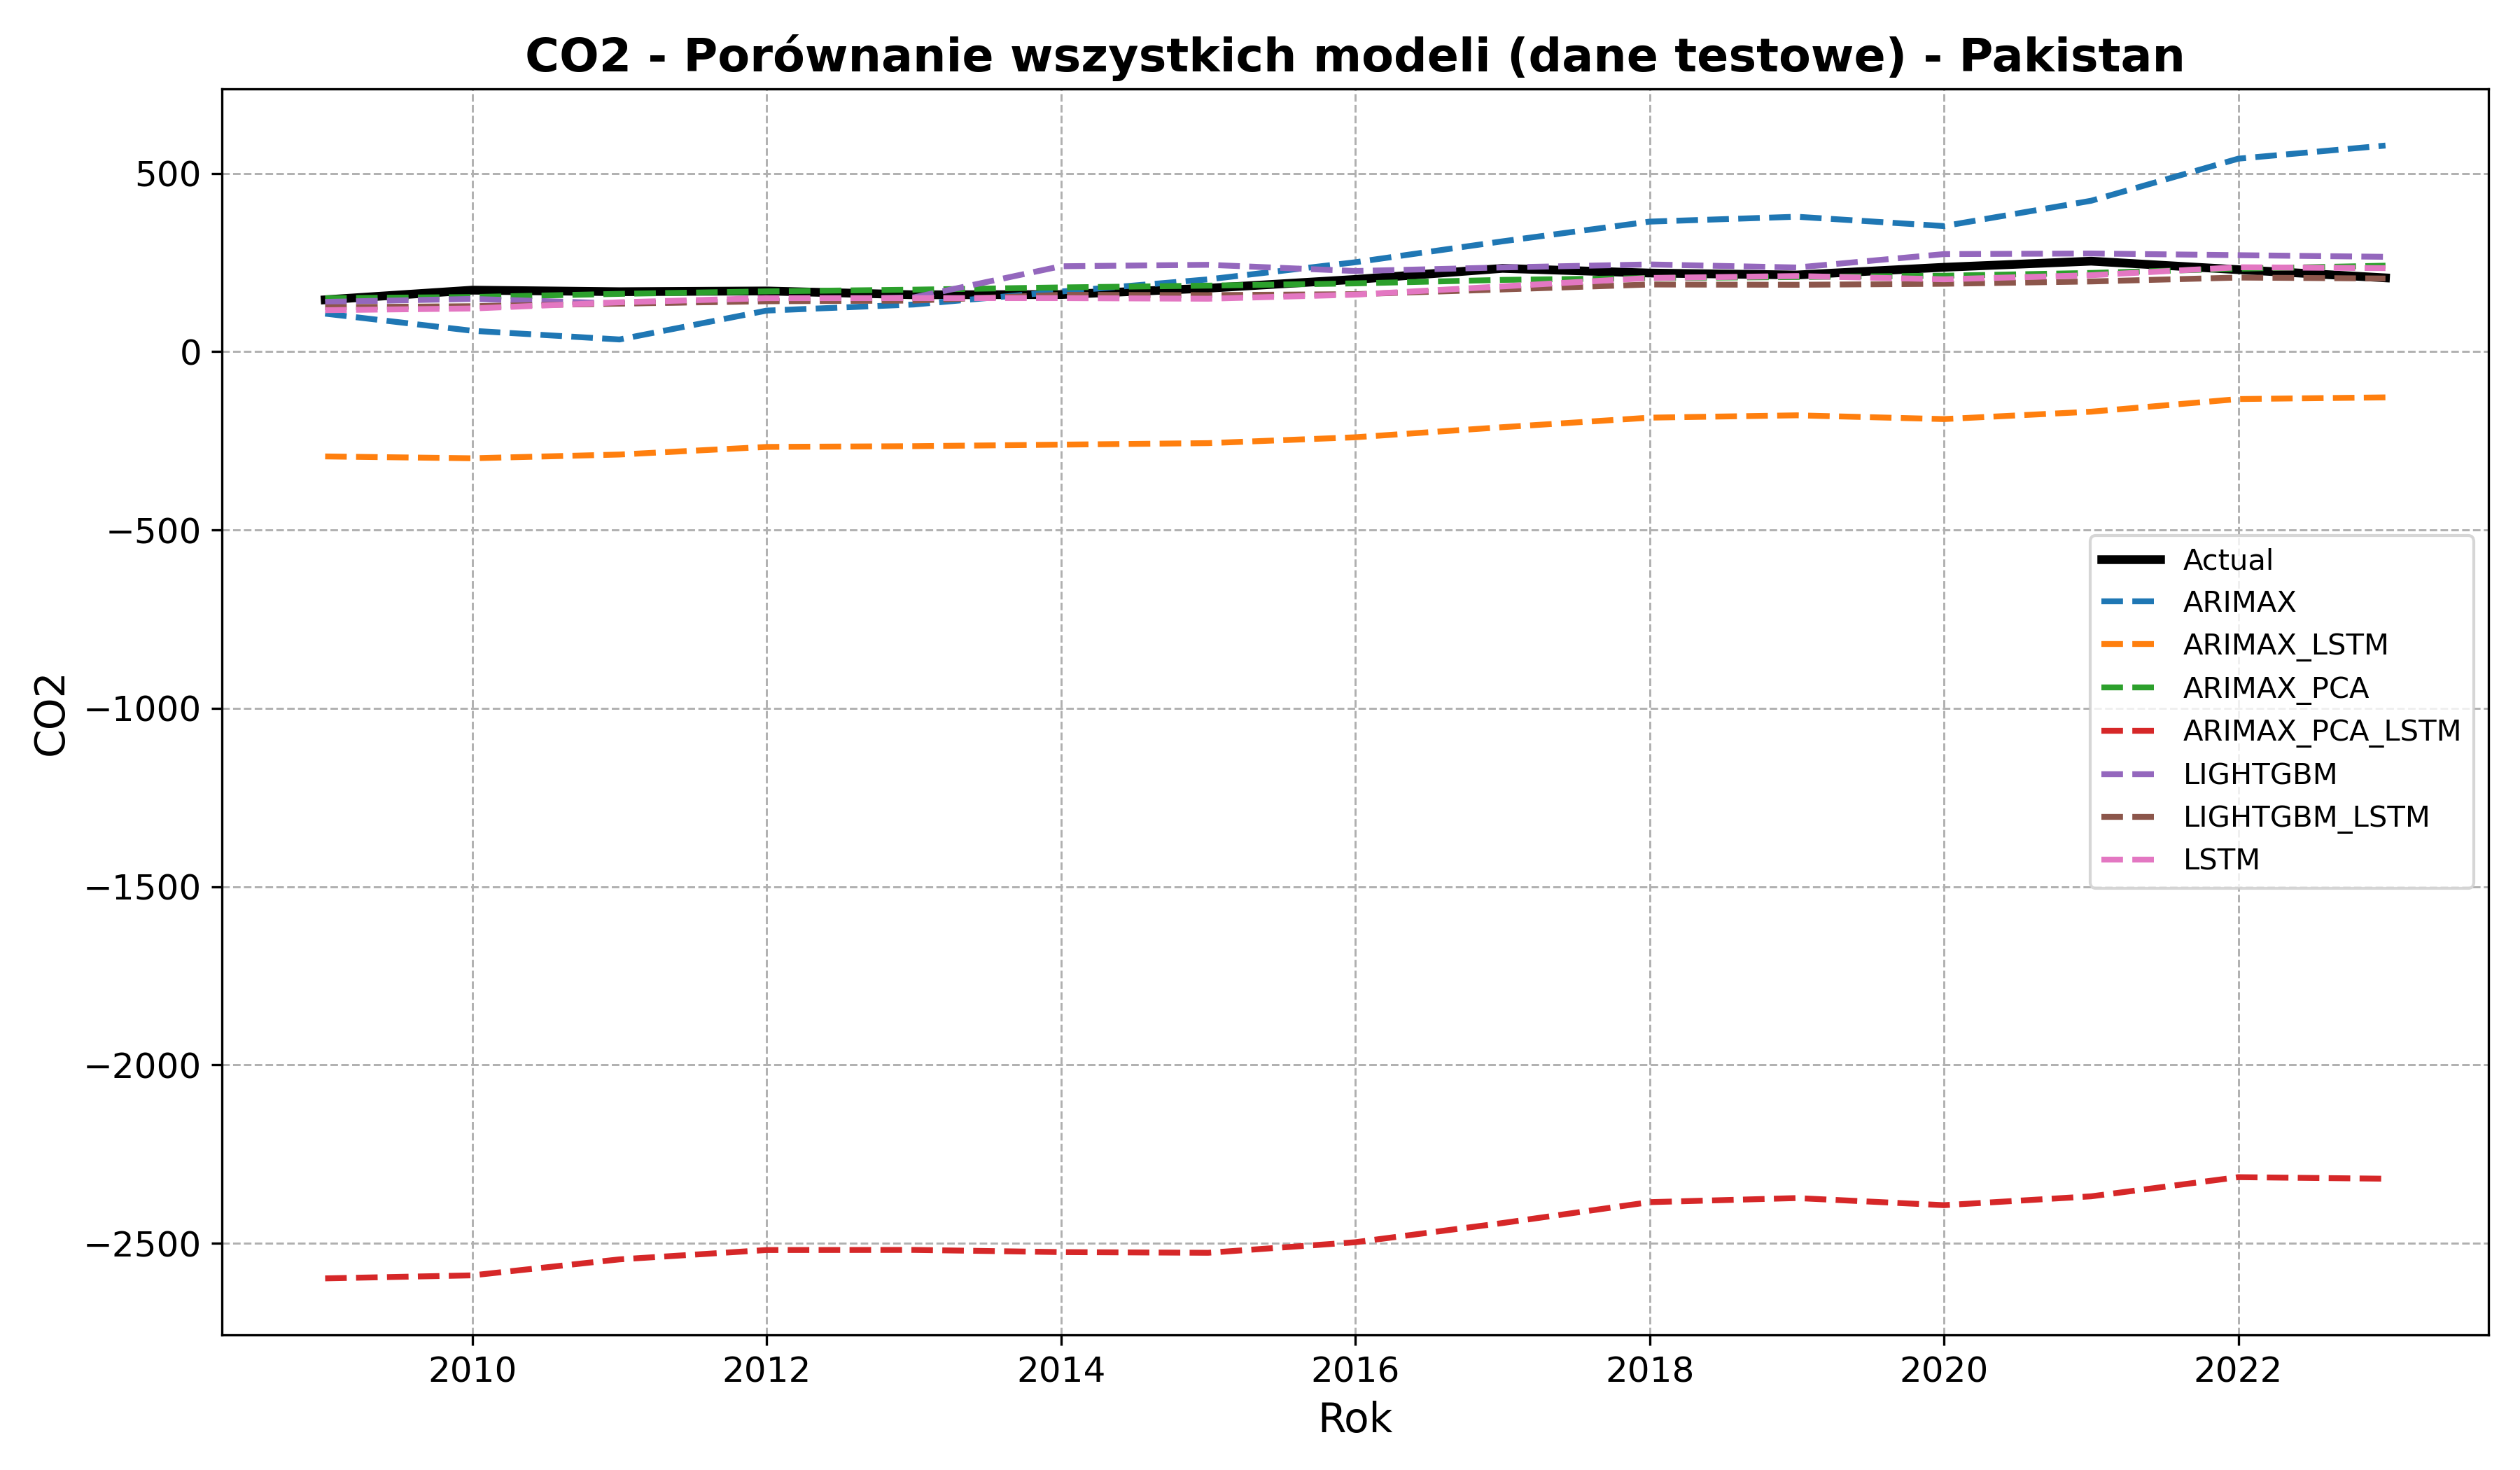 CO2 - Porównanie wszystkich modeli (dane testowe) - Pakistan
500
0
−500
−1000
−1500
−2000
−2500
CO2
Actual
ARIMAX
ARIMAX_LSTM
ARIMAX_PCA
ARIMAX_PCA_LSTM
LIGHTGBM
LIGHTGBM_LSTM
LSTM
2010 2012 2014 2016 2018 2020 2022
Rok